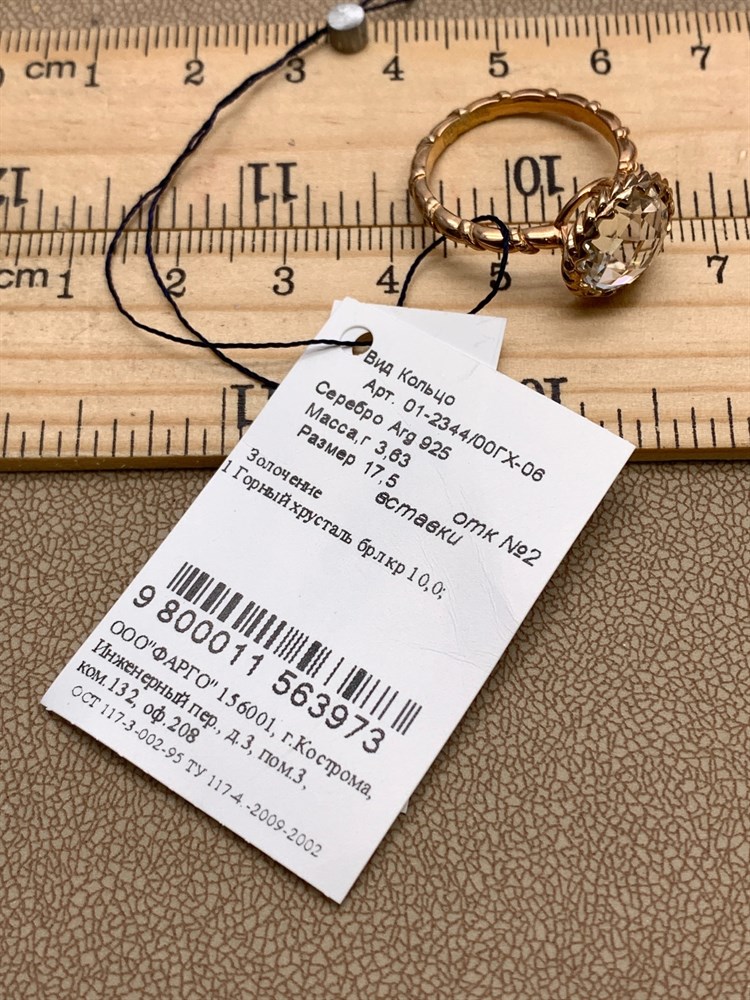 cm 1 2 3 4 5 6 7
12 11 10
cm 1 2 3 4 5 7
Вид Кольцо
Арт. 01-2344/00ГХ-06
Серебро Arg 925
Масса,г 3,63
Размер 17,5
вставки отк №2
Золочение
1 Горный хрусталь брл кр 10,0;
9 800011 563973
ООО"ФАРГО" 156001, г.Кострома,
Инженерный пер., д.3, пом.3,
ком.132, оф.208
ОСТ 117-3-002-95 ТУ 117-4.-2009-2002